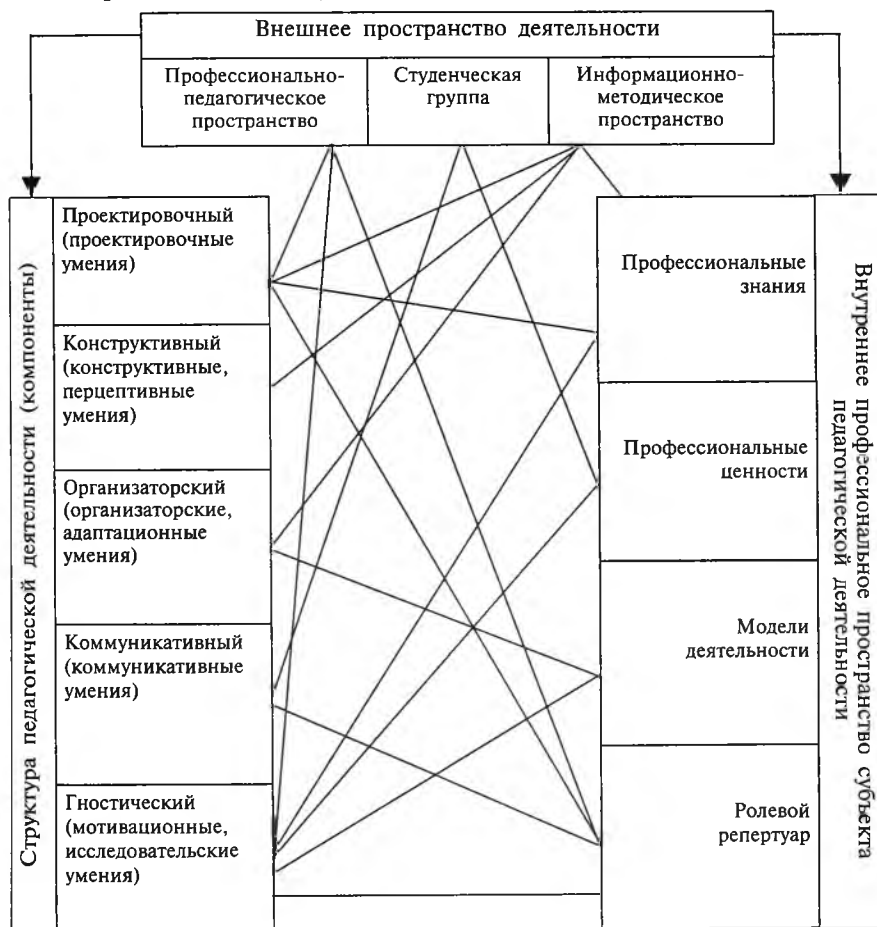 Внешнее пространство деятельности
Профессионально-
педагогическое
пространство
Студенческая
группа
Информационно-
методическое
пространство
Структура педагогической деятельности (компоненты)
Проектировочный
(проектировочные
умения)
Конструктивный
(конструктивные,
перцептивные
умения)
Организаторский
(организаторские,
адаптационные
умения)
Коммуникативный
(коммуникативные
умения)
Гностический
(мотивационные,
исследовательские
умения)
Профессиональные
знания
Профессиональные
ценности
Модели
деятельности
Ролевой
репертуар
Внутреннее профессиональное пространство субъекта
педагогической деятельности